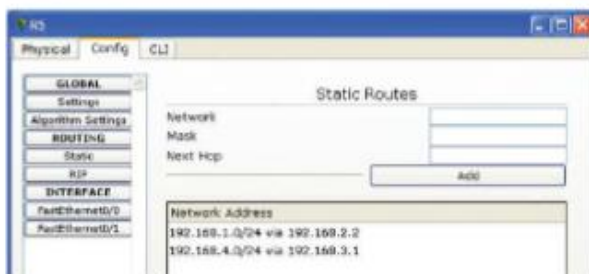 R5
Physical Config CLI
GLOBAL
Settings
Algorithm Settings
ROUTING
Static
RIP
INTERFACE
FastEthernet0/0
FastEthernet0/1
Static Routes
Network
Mask
Next Hop
Add
Network Address
192.168.1.0/24 via 192.168.2.2
192.168.4.0/24 via 192.168.3.1